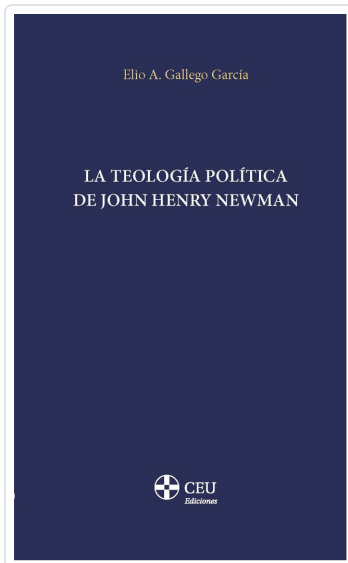 Elio A. Gallego García
LA TEOLOGÍA POLÍTICA
DE JOHN HENRY NEWMAN
CEU
Ediciones